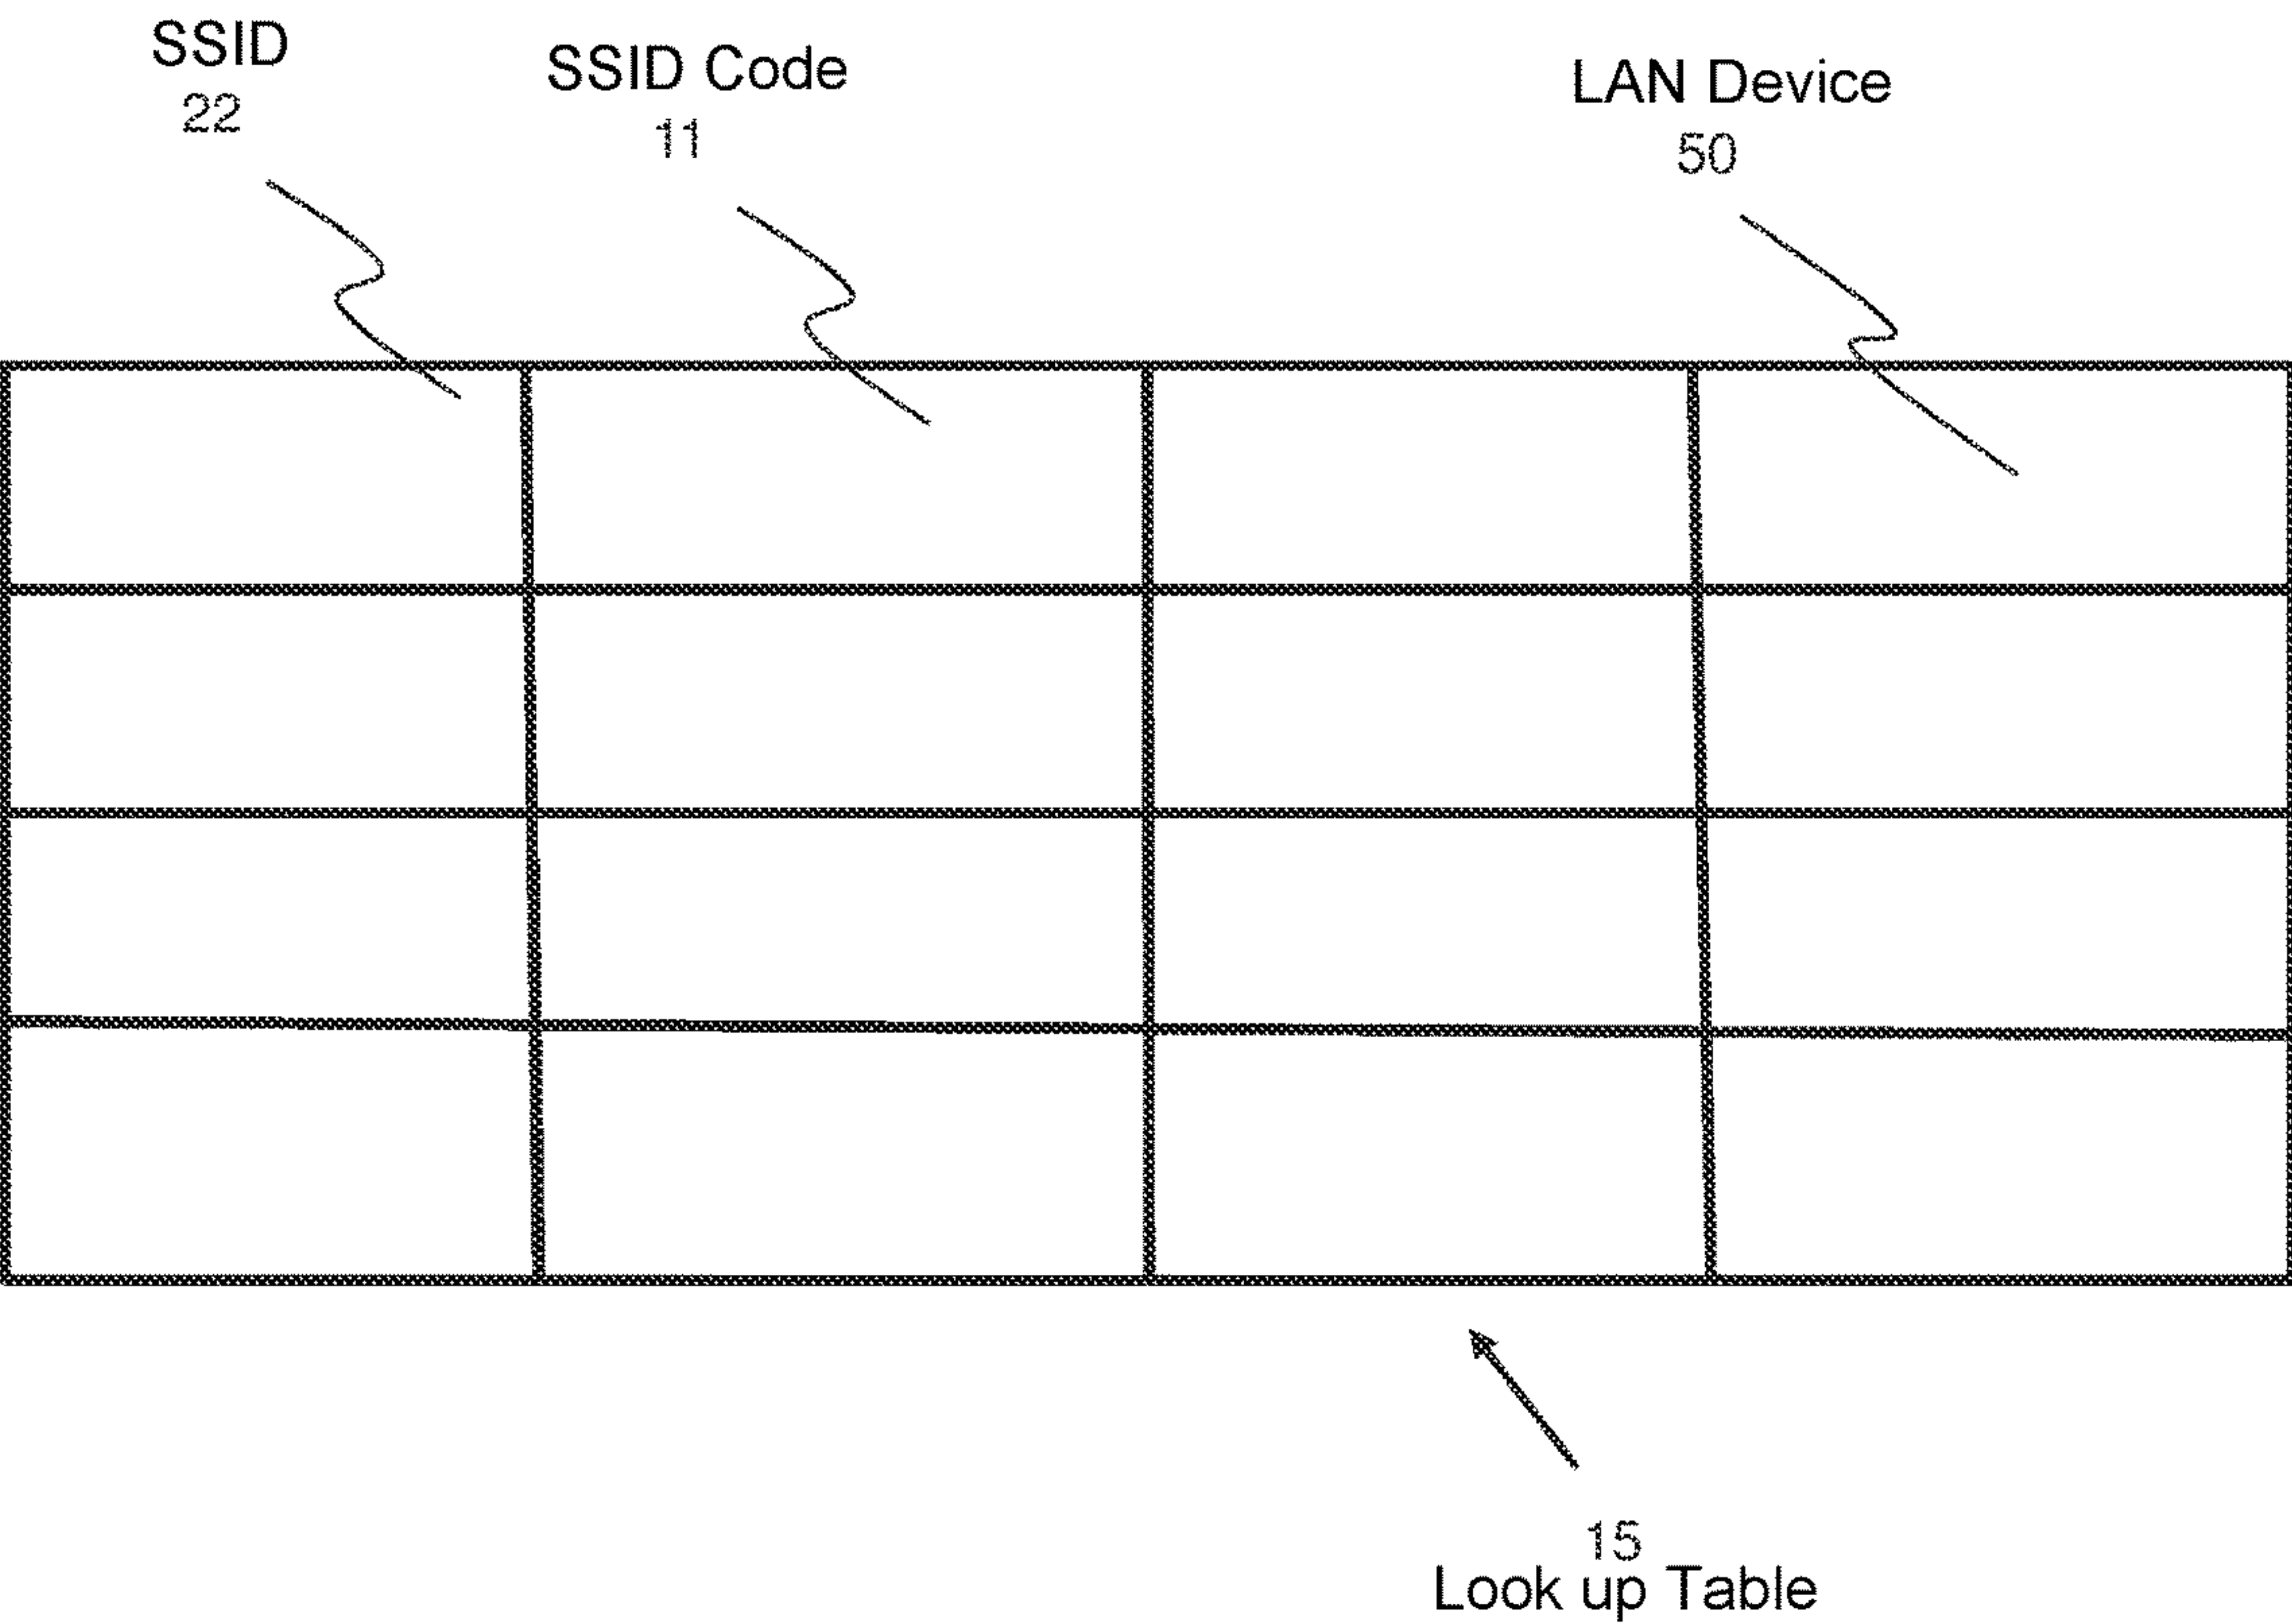 SSID
22
SSID Code
11
LAN Device
50
15
Look up Table